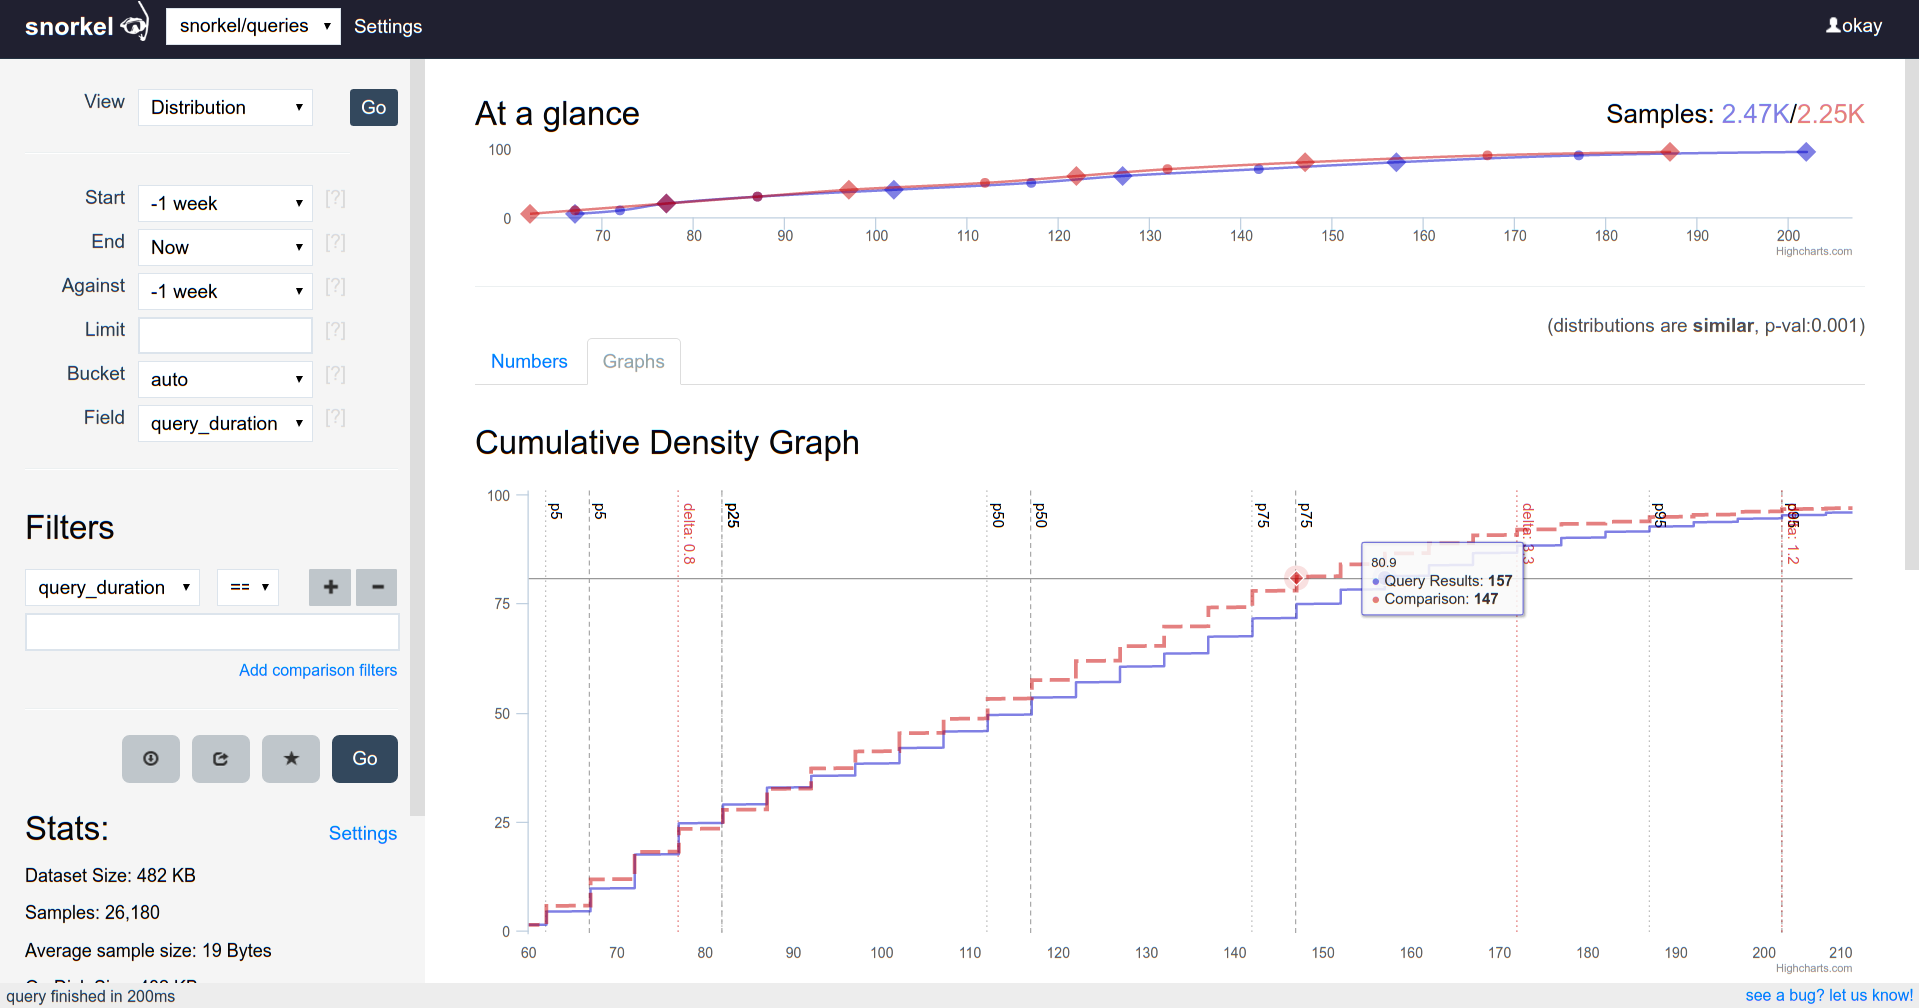 snorkel
snorkel/queries
Settings
okay
View
Distribution
Go
Start
-1 week
[?]
End
Now
[?]
Against
-1 week
[?]
Limit
[?]
Bucket
auto
[?]
Field
query_duration
[?]
Filters
query_duration
==
+
-
Add comparison filters
Go
Stats:
Settings
Dataset Size: 482 KB
Samples: 26,180
Average sample size: 19 Bytes
query finished in 200ms
At a glance
Samples: 2.47K/2.25K
100
0
70 80 90 100 110 120 130 140 150 160 170 180 190 200
Highcharts.com
(distributions are similar, p-val:0.001)
Numbers
Graphs
Cumulative Density Graph
100
75
50
25
0
p5
p5
delta: 0.8
p25
p50
p50
p75
p75
p95
p95
80.9
Query Results: 157
Comparison: 147
60 70 80 90 100 110 120 130 140 150 160 170 180 190 200 210
Highcharts.com
see a bug? let us know!